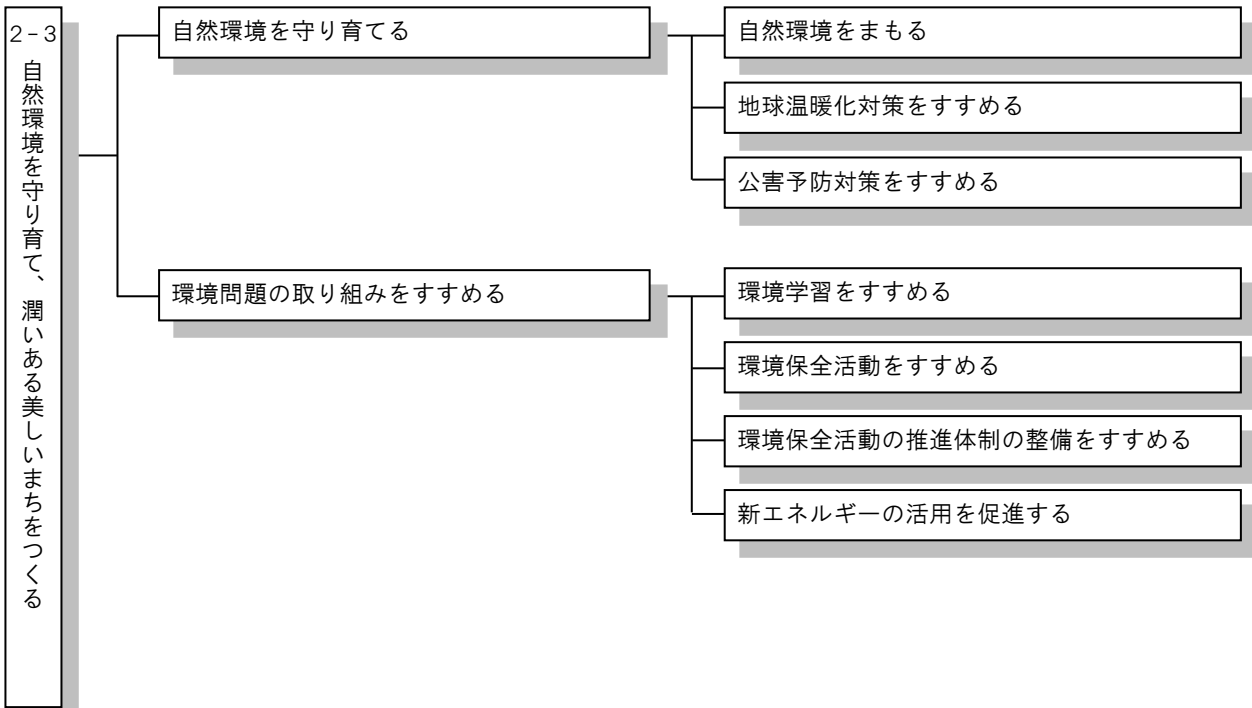 2-3
自然環境を守り育て、潤いある美しいまちをつくる
自然環境を守り育てる
自然環境をまもる
地球温暖化対策をすすめる
公害予防対策をすすめる
環境問題の取り組みをすすめる
環境学習をすすめる
環境保全活動をすすめる
環境保全活動の推進体制の整備をすすめる
新エネルギーの活用を促進する